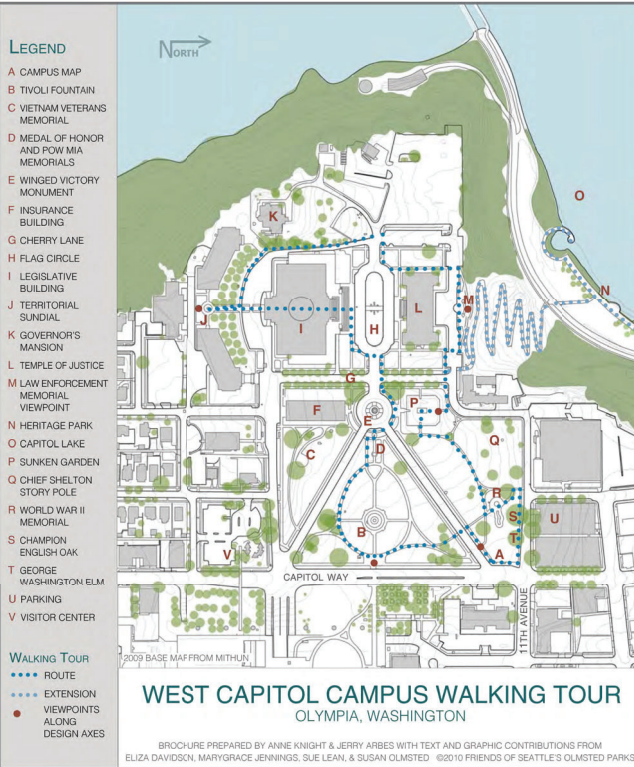 LEGEND
A CAMPUS MAP
B TIVOLI FOUNTAIN
C VIETNAM VETERANS
MEMORIAL
D MEDAL OF HONOR
AND POW MIA
MEMORIALS
E WINGED VICTORY
MONUMENT
F INSURANCE
BUILDING
G CHERRY LANE
H FLAG CIRCLE
I LEGISLATIVE
BUILDING
J TERRITORIAL
SUNDIAL
K GOVERNOR'S
MANSION
L TEMPLE OF JUSTICE
M LAW ENFORCEMENT
MEMORIAL
VIEWPOINT
N HERITAGE PARK
O CAPITOL LAKE
P SUNKEN GARDEN
Q CHIEF SHELTON
STORY POLE
R WORLD WAR II
MEMORIAL
S CHAMPION
ENGLISH OAK
T GEORGE
WASHINGTON ELM
U PARKING
V VISITOR CENTER
WALKING TOUR
ROUTE
EXTENSION
VIEWPOINTS
ALONG
DESIGN AXES
NORTH
O
K
N
M
J
I
H
L
G
F
P
E
Q
C
D
R
S
U
B
T
V
A
CAPITOL WAY
11TH AVENUE
2009 BASE MAP FROM MITHUN
WEST CAPITOL CAMPUS WALKING TOUR
OLYMPIA, WASHINGTON
BROCHURE PREPARED BY ANNE KNIGHT & JERRY ARBES WITH TEXT AND GRAPHIC CONTRIBUTIONS FROM
ELIZA DAVIDSON, MARYGRACE JENNINGS, SUE LEAN, & SUSAN OLMSTED ©2010 FRIENDS OF SEATTLE'S OLMSTED PARKS